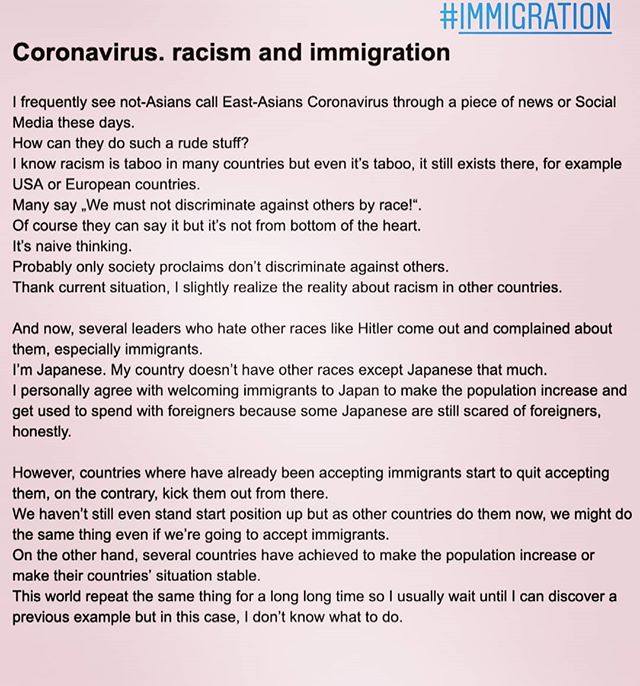 #IMMIGRATION
Coronavirus. racism and immigration
I frequently see not-Asians call East-Asians Coronavirus through a piece of news or Social
Media these days.
How can they do such a rude stuff?
I know racism is taboo in many countries but even it's taboo, it still exists there, for example
USA or European countries.
Many say „We must not discriminate against others by race!“.
Of course they can say it but it's not from bottom of the heart.
It's naive thinking.
Probably only society proclaims don't discriminate against others.
Thank current situation, I slightly realize the reality about racism in other countries.
And now, several leaders who hate other races like Hitler come out and complained about
them, especially immigrants.
I'm Japanese. My country doesn't have other races except Japanese that much.
I personally agree with welcoming immigrants to Japan to make the population increase and
get used to spend with foreigners because some Japanese are still scared of foreigners,
honestly.
However, countries where have already been accepting immigrants start to quit accepting
them, on the contrary, kick them out from there.
We haven't still even stand start position up but as other countries do them now, we might do
the same thing even if we're going to accept immigrants.
On the other hand, several countries have achieved to make the population increase or
make their countries' situation stable.
This world repeat the same thing for a long long time so I usually wait until I can discover a
previous example but in this case, I don't know what to do.